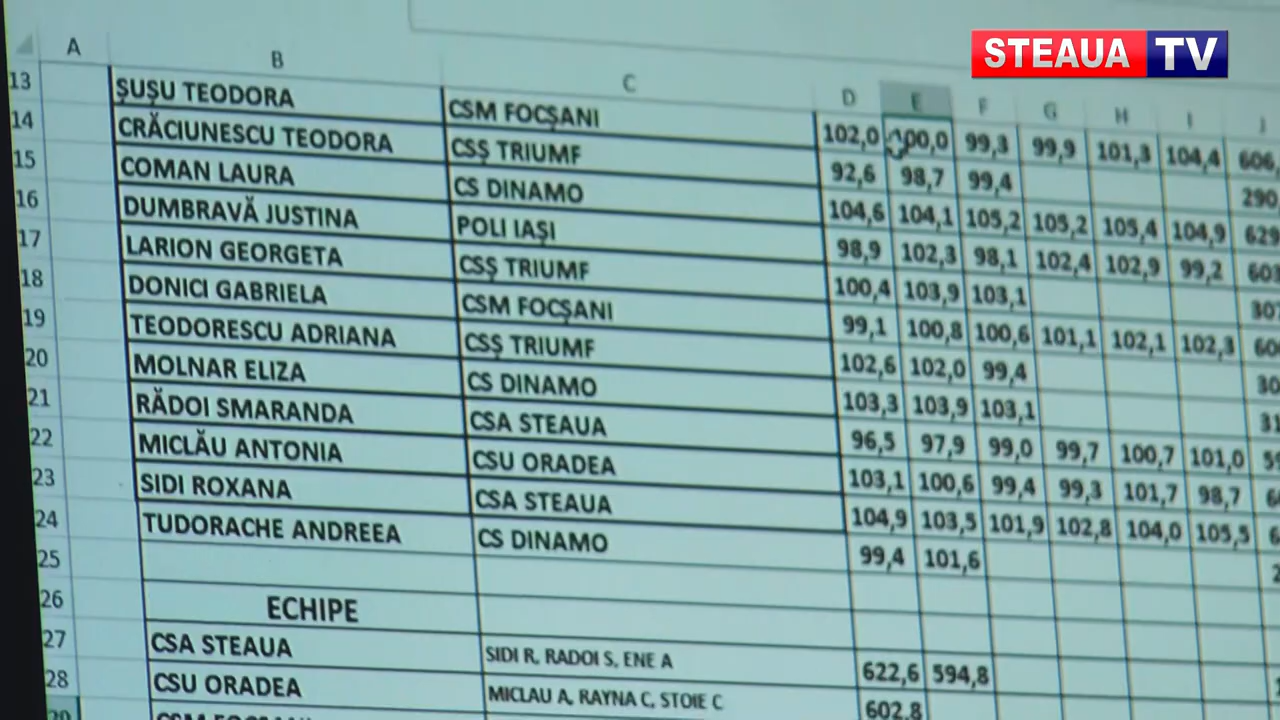 STEAUA TV
A B C D E F G H I J
13 ȘUȘU TEODORA CSM FOCȘANI 102,0 100,0 99,3 99,9 101,3 104,4 606,
14 CRĂCIUNESCU TEODORA CSȘ TRIUMF 92,6 98,7 99,4 290
15 COMAN LAURA CS DINAMO 104,6 104,1 105,2 105,2 105,4 104,9 629
16 DUMBRAVĂ JUSTINA POLI IAȘI 98,9 102,3 98,1 102,4 102,9 99,2 603
17 LARION GEORGETA CSȘ TRIUMF 100,4 103,9 103,1 307
18 DONICI GABRIELA CSM FOCȘANI 99,1 100,8 100,6 101,1 102,1 102,3 60
19 TEODORESCU ADRIANA CSȘ TRIUMF 102,6 102,0 99,4 30
20 MOLNAR ELIZA CS DINAMO 103,3 103,9 103,1 31
21 RĂDOI SMARANDA CSA STEAUA 96,5 97,9 99,0 99,7 100,7 101,0 59
22 MICLĂU ANTONIA CSU ORADEA 103,1 100,6 99,4 99,3 101,7 98,7 6
23 SIDI ROXANA CSA STEAUA 104,9 103,5 101,9 102,8 104,0 105,5 6
24 TUDORACHE ANDREEA CS DINAMO 99,4 101,6 2
25
26 ECHIPE
27 CSA STEAUA SIDI R, RADOI S, ENE A 622,6 594,8
28 CSU ORADEA MICLAU A, RAYNA C, STOIE C 602,8
29